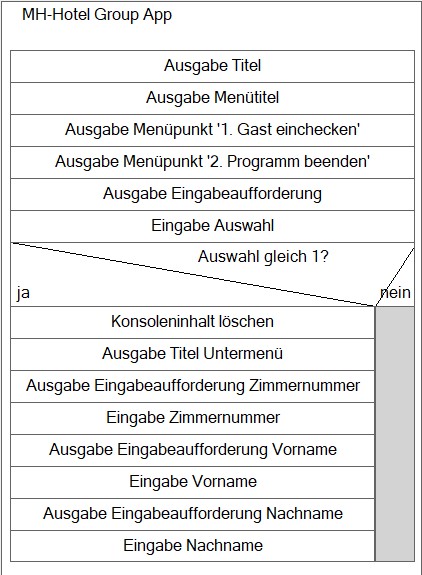 MH-Hotel Group App
Ausgabe Titel
Ausgabe Menütitel
Ausgabe Menüpunkt '1. Gast einchecken'
Ausgabe Menüpunkt '2. Programm beenden'
Ausgabe Eingabeaufforderung
Eingabe Auswahl
Auswahl gleich 1?
ja
nein
Konsoleninhalt löschen
Ausgabe Titel Untermenü
Ausgabe Eingabeaufforderung Zimmernummer
Eingabe Zimmernummer
Ausgabe Eingabeaufforderung Vorname
Eingabe Vorname
Ausgabe Eingabeaufforderung Nachname
Eingabe Nachname